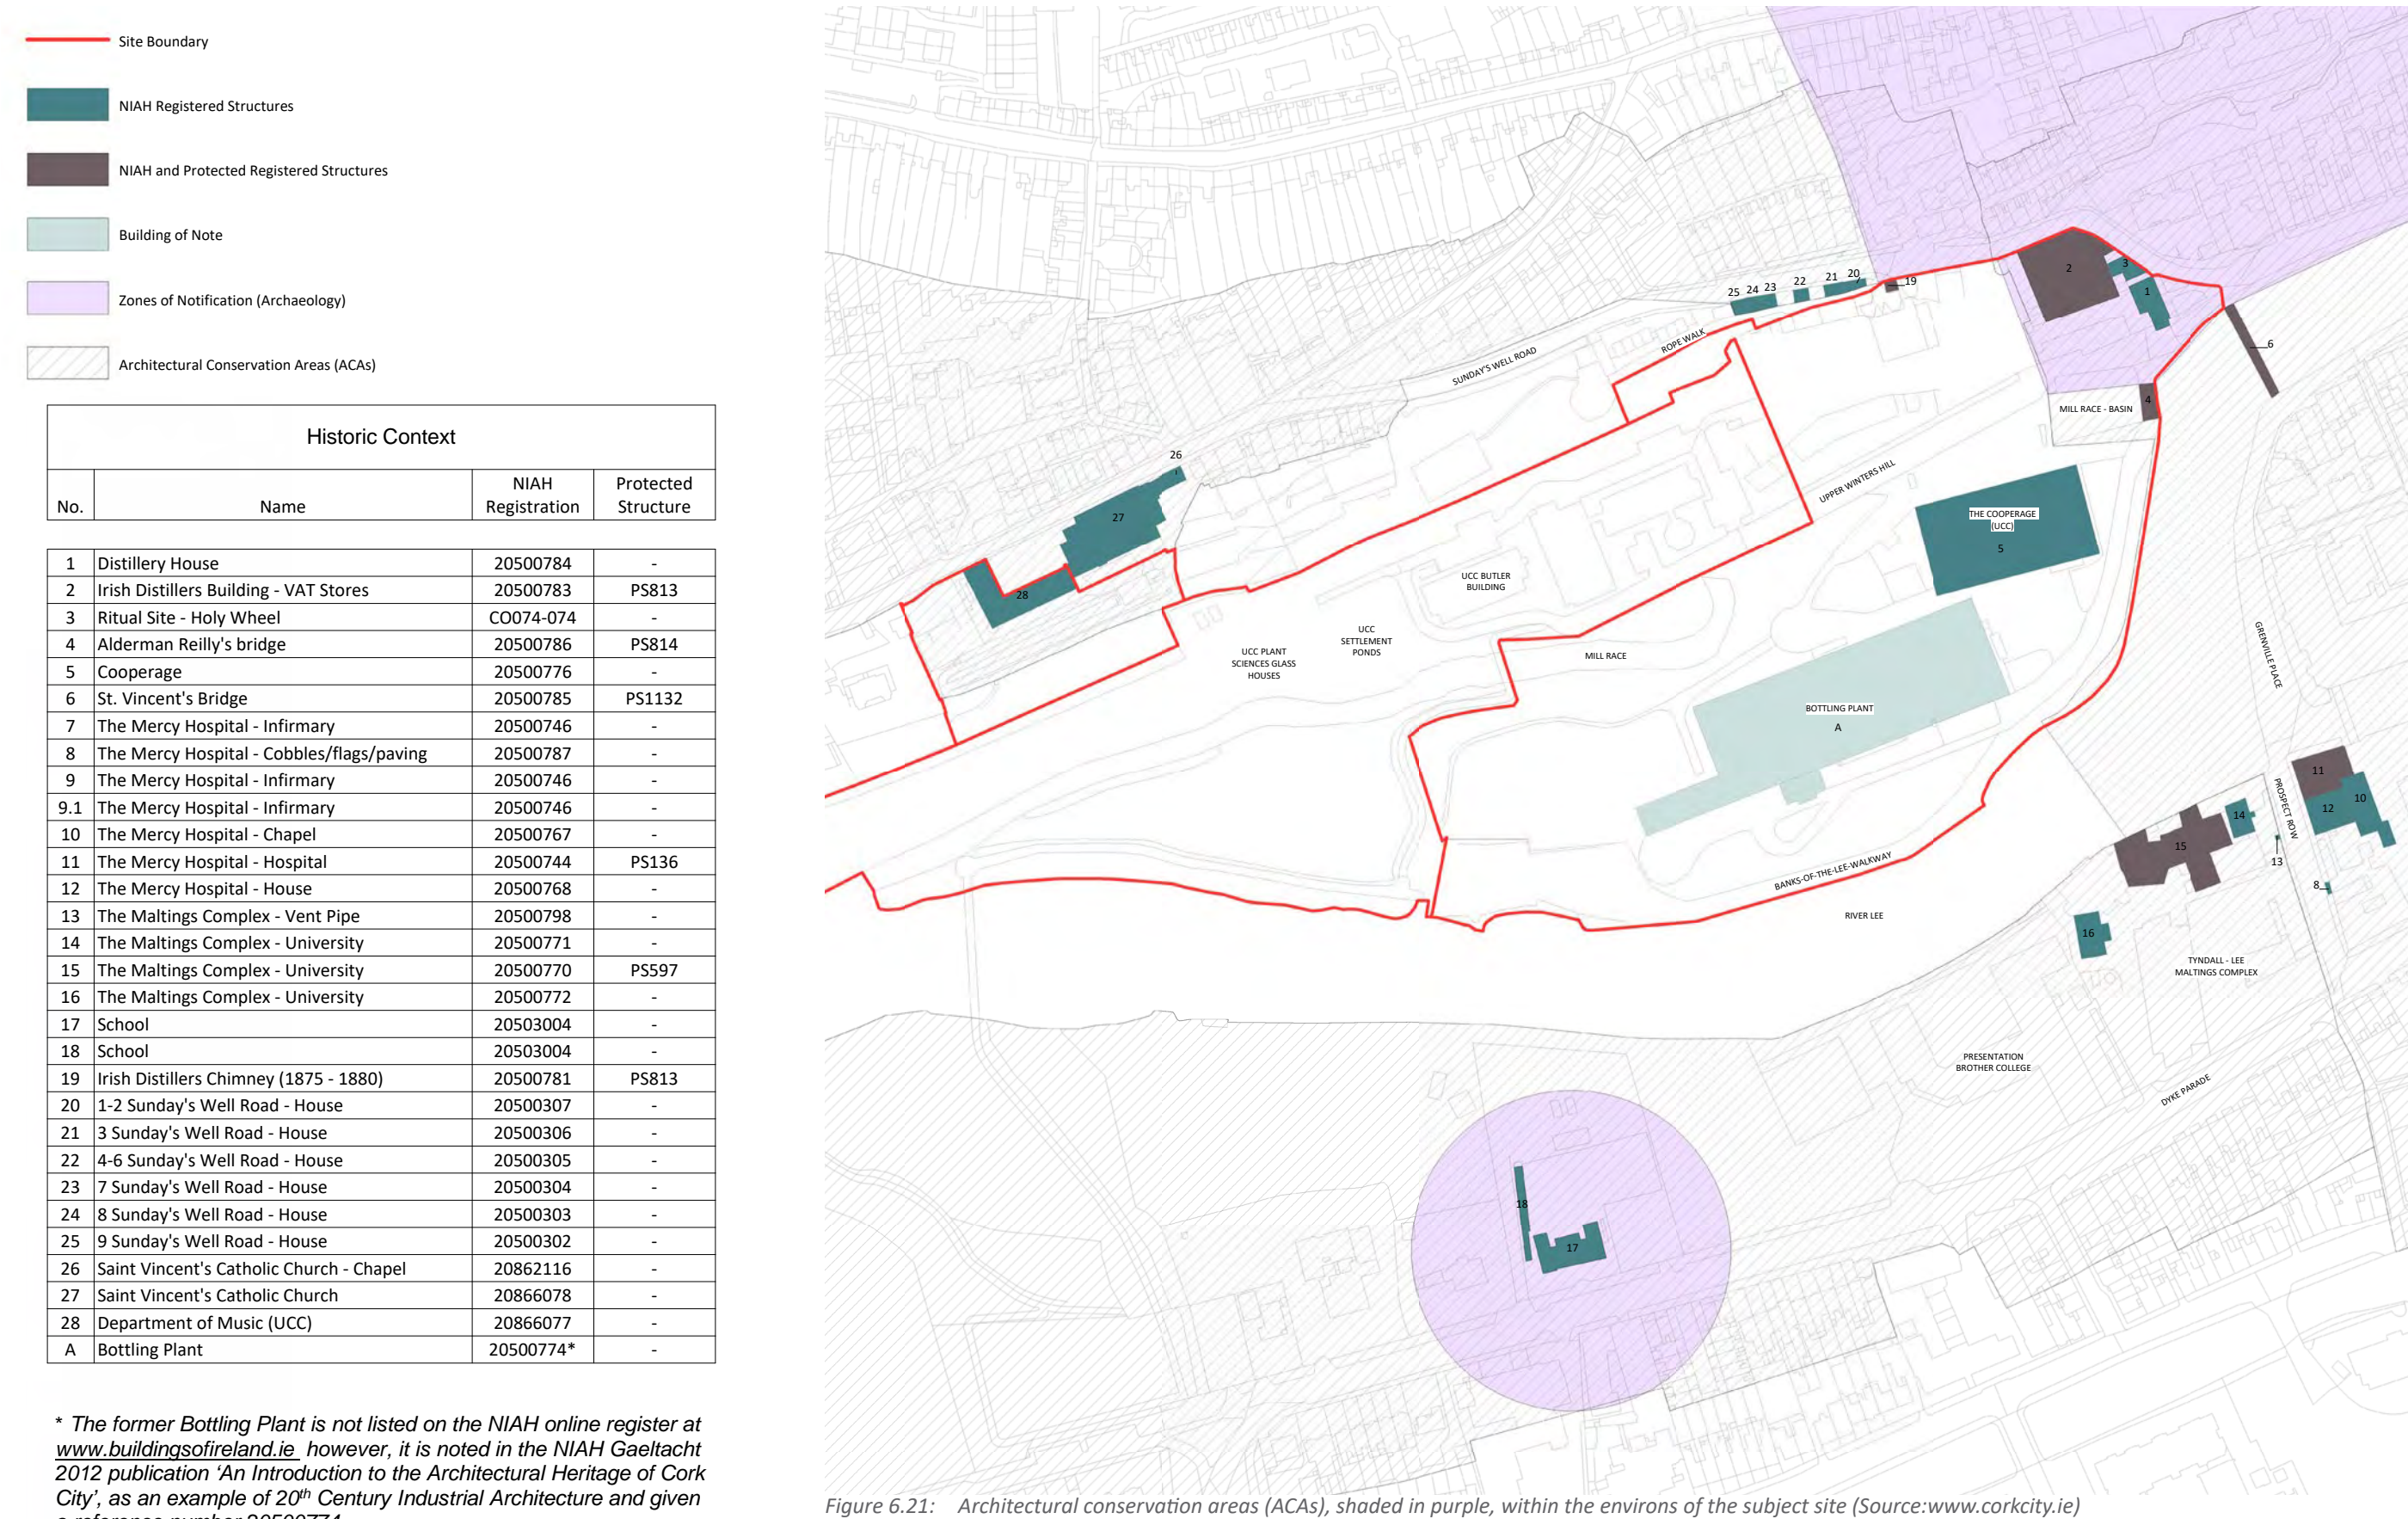 Site Boundary
NIAH Registered Structures
NIAH and Protected Registered Structures
Building of Note
Zones of Notification (Archaeology)
Architectural Conservation Areas (ACAs)
Historic Context
No. Name NIAH Registration Protected Structure
1 Distillery House 20500784 -
2 Irish Distillers Building - VAT Stores 20500783 PS813
3 Ritual Site - Holy Wheel CO074-074 -
4 Alderman Reilly's bridge 20500786 PS814
5 Cooperage 20500776 -
6 St. Vincent's Bridge 20500785 PS1132
7 The Mercy Hospital - Infirmary 20500746 -
8 The Mercy Hospital - Cobbles/flags/paving 20500787 -
9 The Mercy Hospital - Infirmary 20500746 -
9.1 The Mercy Hospital - Infirmary 20500746 -
10 The Mercy Hospital - Chapel 20500767 -
11 The Mercy Hospital - Hospital 20500744 PS136
12 The Mercy Hospital - House 20500768 -
13 The Maltings Complex - Vent Pipe 20500798 -
14 The Maltings Complex - University 20500771 -
15 The Maltings Complex - University 20500770 PS597
16 The Maltings Complex - University 20500772 -
17 School 20503004 -
18 School 20503004 -
19 Irish Distillers Chimney (1875 - 1880) 20500781 PS813
20 1-2 Sunday's Well Road - House 20500307 -
21 3 Sunday's Well Road - House 20500306 -
22 4-6 Sunday's Well Road - House 20500305 -
23 7 Sunday's Well Road - House 20500304 -
24 8 Sunday's Well Road - House 20500303 -
25 9 Sunday's Well Road - House 20500302 -
26 Saint Vincent's Catholic Church - Chapel 20862116 -
27 Saint Vincent's Catholic Church 20866078 -
28 Department of Music (UCC) 20866077 -
A Bottling Plant 20500774* -
* The former Bottling Plant is not listed on the NIAH online register at
www.buildingsofireland.ie however, it is noted in the NIAH Gaeltacht
2012 publication 'An Introduction to the Architectural Heritage of Cork
City', as an example of 20th Century Industrial Architecture and given
a reference number 20500774
2
3
1
19
20
21
22
25 24 23
6
4
ROPE WALK
SUNDAY'S WELL ROAD
MILL RACE - BASIN
26
27
28
UPPER WINTERS HILL
THE COOPERAGE
(UCC)
5
UCC BUTLER
BUILDING
UCC
SETTLEMENT
PONDS
UCC PLANT
SCIENCES GLASS
HOUSES
MILL RACE
GRENVILLE PLACE
BOTTLING PLANT
A
PROSPECT ROW
11
10
12
14
15
13
8
16
BANKS-OF-THE-LEE-WALKWAY
RIVER LEE
TYNDALL - LEE
MALTINGS COMPLEX
PRESENTATION
BROTHER COLLEGE
DYKE PARADE
18
17
Figure 6.21: Architectural conservation areas (ACAs), shaded in purple, within the environs of the subject site (Source:www.corkcity.ie)